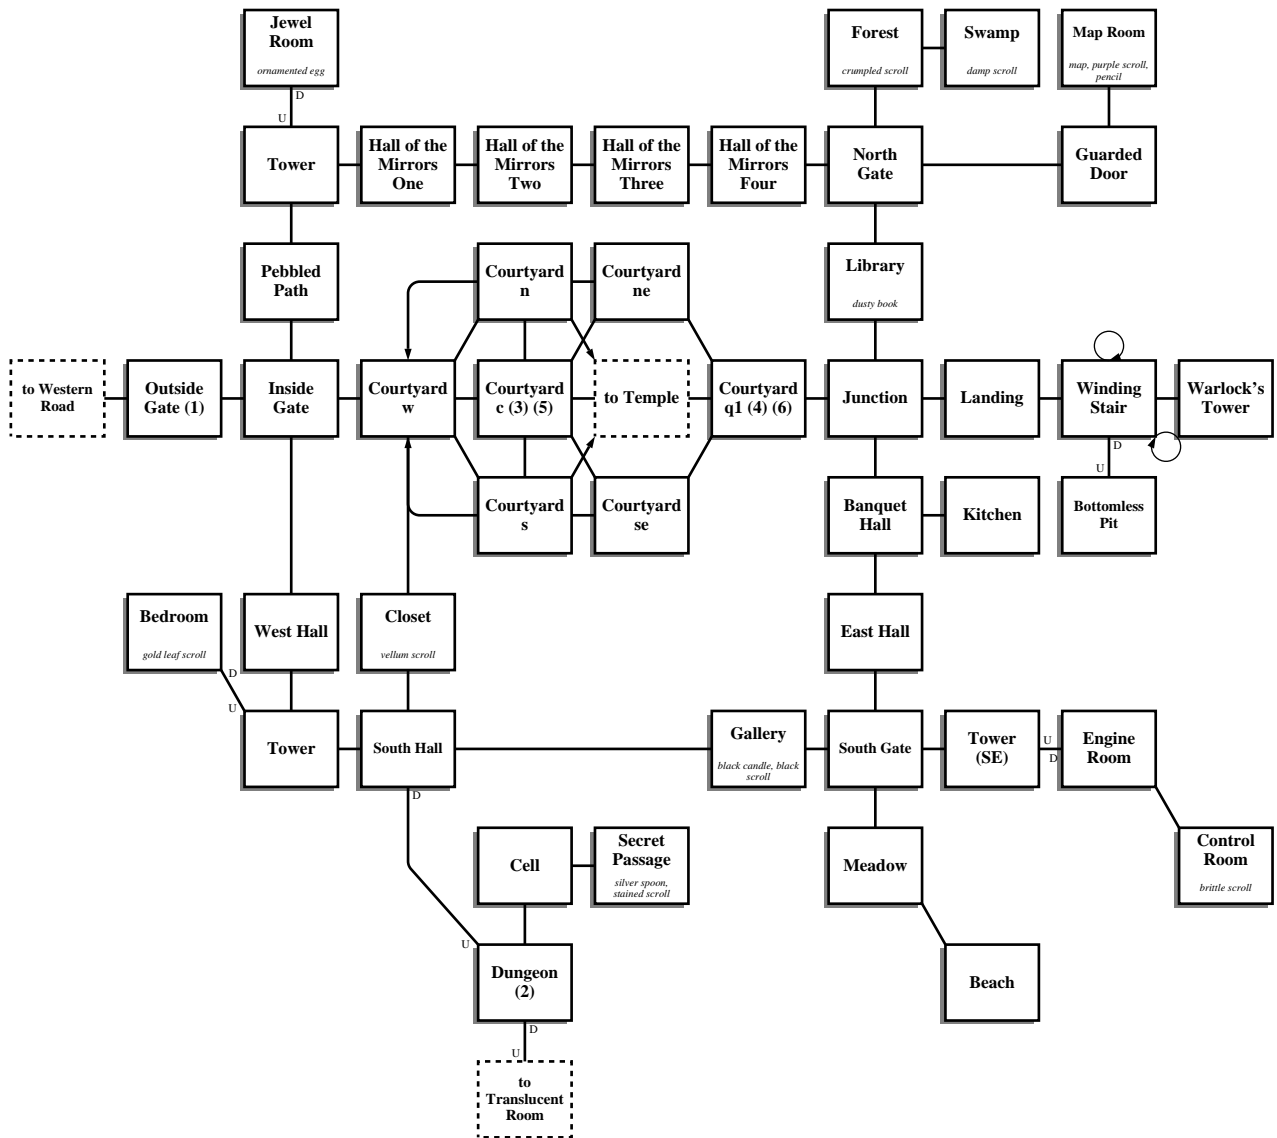 Jewel
Room
ornamented egg
Forest
crumpled scroll
Swamp
damp scroll
Map Room
map, purple scroll,
pencil
D
U
Tower
Hall of the
Mirrors
One
Hall of the
Mirrors
Two
Hall of the
Mirrors
Three
Hall of the
Mirrors
Four
North
Gate
Guarded
Door
Pebbled
Path
Courtyard
n
Courtyard
ne
Library
dusty book
to Western
Road
Outside
Gate (1)
Inside
Gate
Courtyard
w
Courtyard
c (3) (5)
to Temple
Courtyard
q1 (4) (6)
Junction
Landing
Winding
Stair
Warlock's
Tower
D
U
Courtyard
s
Courtyard
se
Banquet
Hall
Kitchen
Bottomless
Pit
Bedroom
gold leaf scroll
West Hall
Closet
vellum scroll
East Hall
D
U
Tower
South Hall
Gallery
black candle, black
scroll
South Gate
Tower
(SE)
U
D
Engine
Room
D
Cell
Secret
Passage
silver spoon,
stained scroll
Meadow
Control
Room
brittle scroll
U
Dungeon
(2)
Beach
D
U
to
Translucent
Room